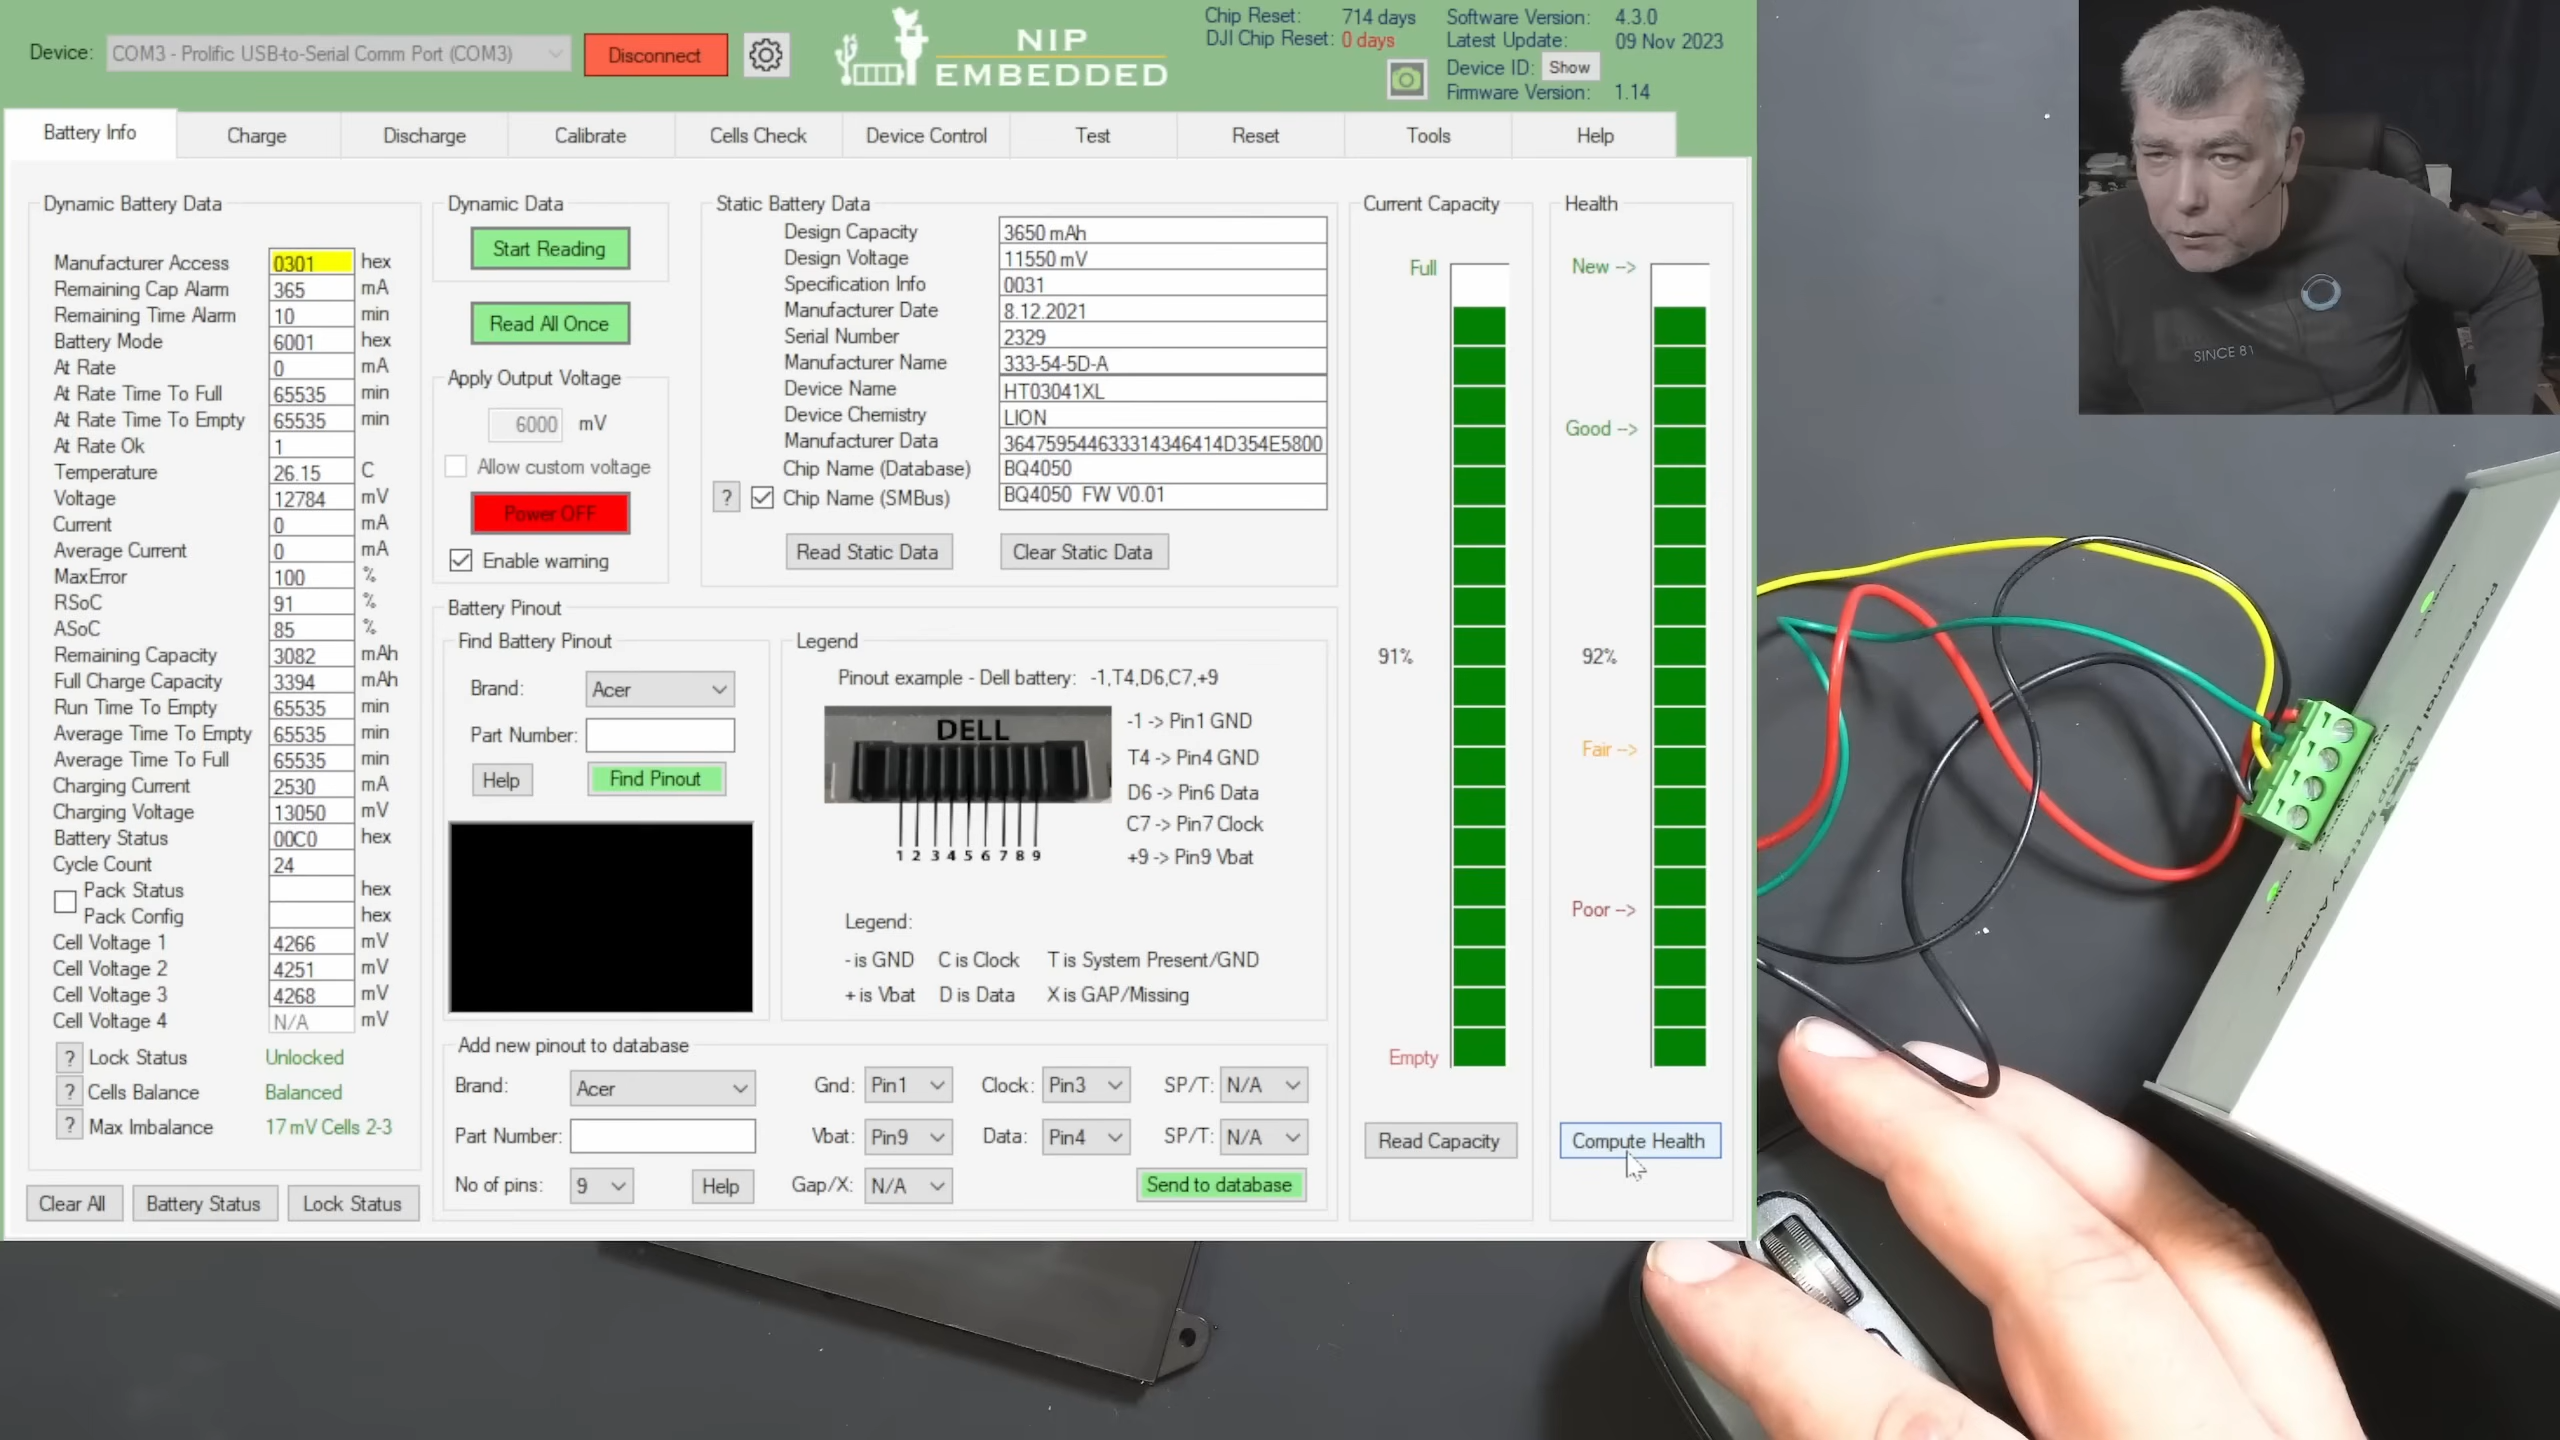 Device: COM3 - Prolific USB-to-Serial Comm Port (COM3) Disconnect
NIP
EMBEDDED
Chip Reset: 714 days
DJI Chip Reset: 0 days
Software Version: 4.3.0
Latest Update: 09 Nov 2023
Device ID: Show
Firmware Version: 1.14
Battery Info Charge Discharge Calibrate Cells Check Device Control Test Reset Tools Help
Dynamic Battery Data
Manufacturer Access 0301 hex
Remaining Cap Alarm 365 mA
Remaining Time Alarm 10 min
Battery Mode 6001 hex
At Rate 0 mA
At Rate Time To Full 65535 min
At Rate Time To Empty 65535 min
At Rate Ok 1
Temperature 26.15 C
Voltage 12784 mV
Current 0 mA
Average Current 0 mA
MaxError 100 %
RSoC 91 %
ASoC 85 %
Remaining Capacity 3082 mAh
Full Charge Capacity 3394 mAh
Run Time To Empty 65535 min
Average Time To Empty 65535 min
Average Time To Full 65535 min
Charging Current 2530 mA
Charging Voltage 13050 mV
Battery Status 00C0 hex
Cycle Count 24
Pack Status hex
Pack Config hex
Cell Voltage 1 4266 mV
Cell Voltage 2 4251 mV
Cell Voltage 3 4268 mV
Cell Voltage 4 N/A mV
? Lock Status Unlocked
? Cells Balance Balanced
? Max Imbalance 17 mV Cells 2-3
Clear All Battery Status Lock Status
Dynamic Data
Start Reading
Read All Once
Apply Output Voltage
6000 mV
Allow custom voltage
Power OFF
Enable warning
Static Battery Data
Design Capacity 3650 mAh
Design Voltage 11550 mV
Specification Info 0031
Manufacturer Date 8.12.2021
Serial Number 2329
Manufacturer Name 333-54-5D-A
Device Name HT03041XL
Device Chemistry LION
Manufacturer Data 364759544633314346414D354E5800
Chip Name (Database) BQ4050
? Chip Name (SMBus) BQ4050 FW V0.01
Read Static Data Clear Static Data
Battery Pinout
Find Battery Pinout
Brand: Acer
Part Number:
Help Find Pinout
Legend
Pinout example - Dell battery: -1,T4,D6,C7,+9
DELL
1 2 3 4 5 6 7 8 9
-1 -> Pin1 GND
T4 -> Pin4 GND
D6 -> Pin6 Data
C7 -> Pin7 Clock
+9 -> Pin9 Vbat
Legend:
- is GND C is Clock T is System Present/GND
+ is Vbat D is Data X is GAP/Missing
Add new pinout to database
Brand: Acer Gnd: Pin1 Clock: Pin3 SP/T: N/A
Part Number: Vbat: Pin9 Data: Pin4 SP/T: N/A
No of pins: 9 Help Gap/X: N/A Send to database
Current Capacity
Full
91%
Empty
Read Capacity
Health
New -->
Good -->
92%
Fair -->
Poor -->
Compute Health
SINCE 81
Professional Laptop Battery Analyzer